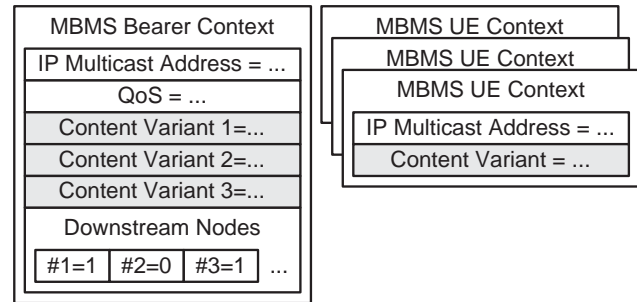 MBMS Bearer Context
IP Multicast Address = ...
QoS = ...
Content Variant 1=...
Content Variant 2=...
Content Variant 3=...
Downstream Nodes
#1=1 #2=0 #3=1 ...
MBMS UE Context
MBMS UE Context
MBMS UE Context
IP Multicast Address = ...
Content Variant = ...